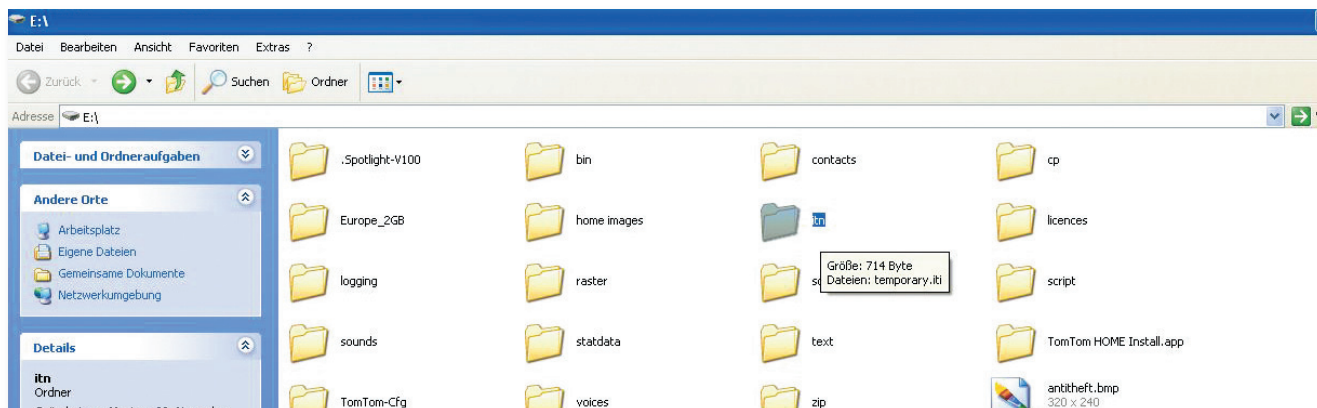 E:\
Datei Bearbeiten Ansicht Favoriten Extras ?
Zurück Suchen Ordner
Adresse E:\
Datei- und Ordneraufgaben
Andere Orte
Arbeitsplatz
Eigene Dateien
Gemeinsame Dokumente
Netzwerkumgebung
Details
itn
Ordner
.Spotlight-V100 bin contacts cp
Europe_2GB home images itn licences
Größe: 714 Byte
Dateien: temporary.iti
logging raster script
sounds statdata text TomTom HOME Install.app
TomTom-Cfg voices zip antitheft.bmp
320 x 240